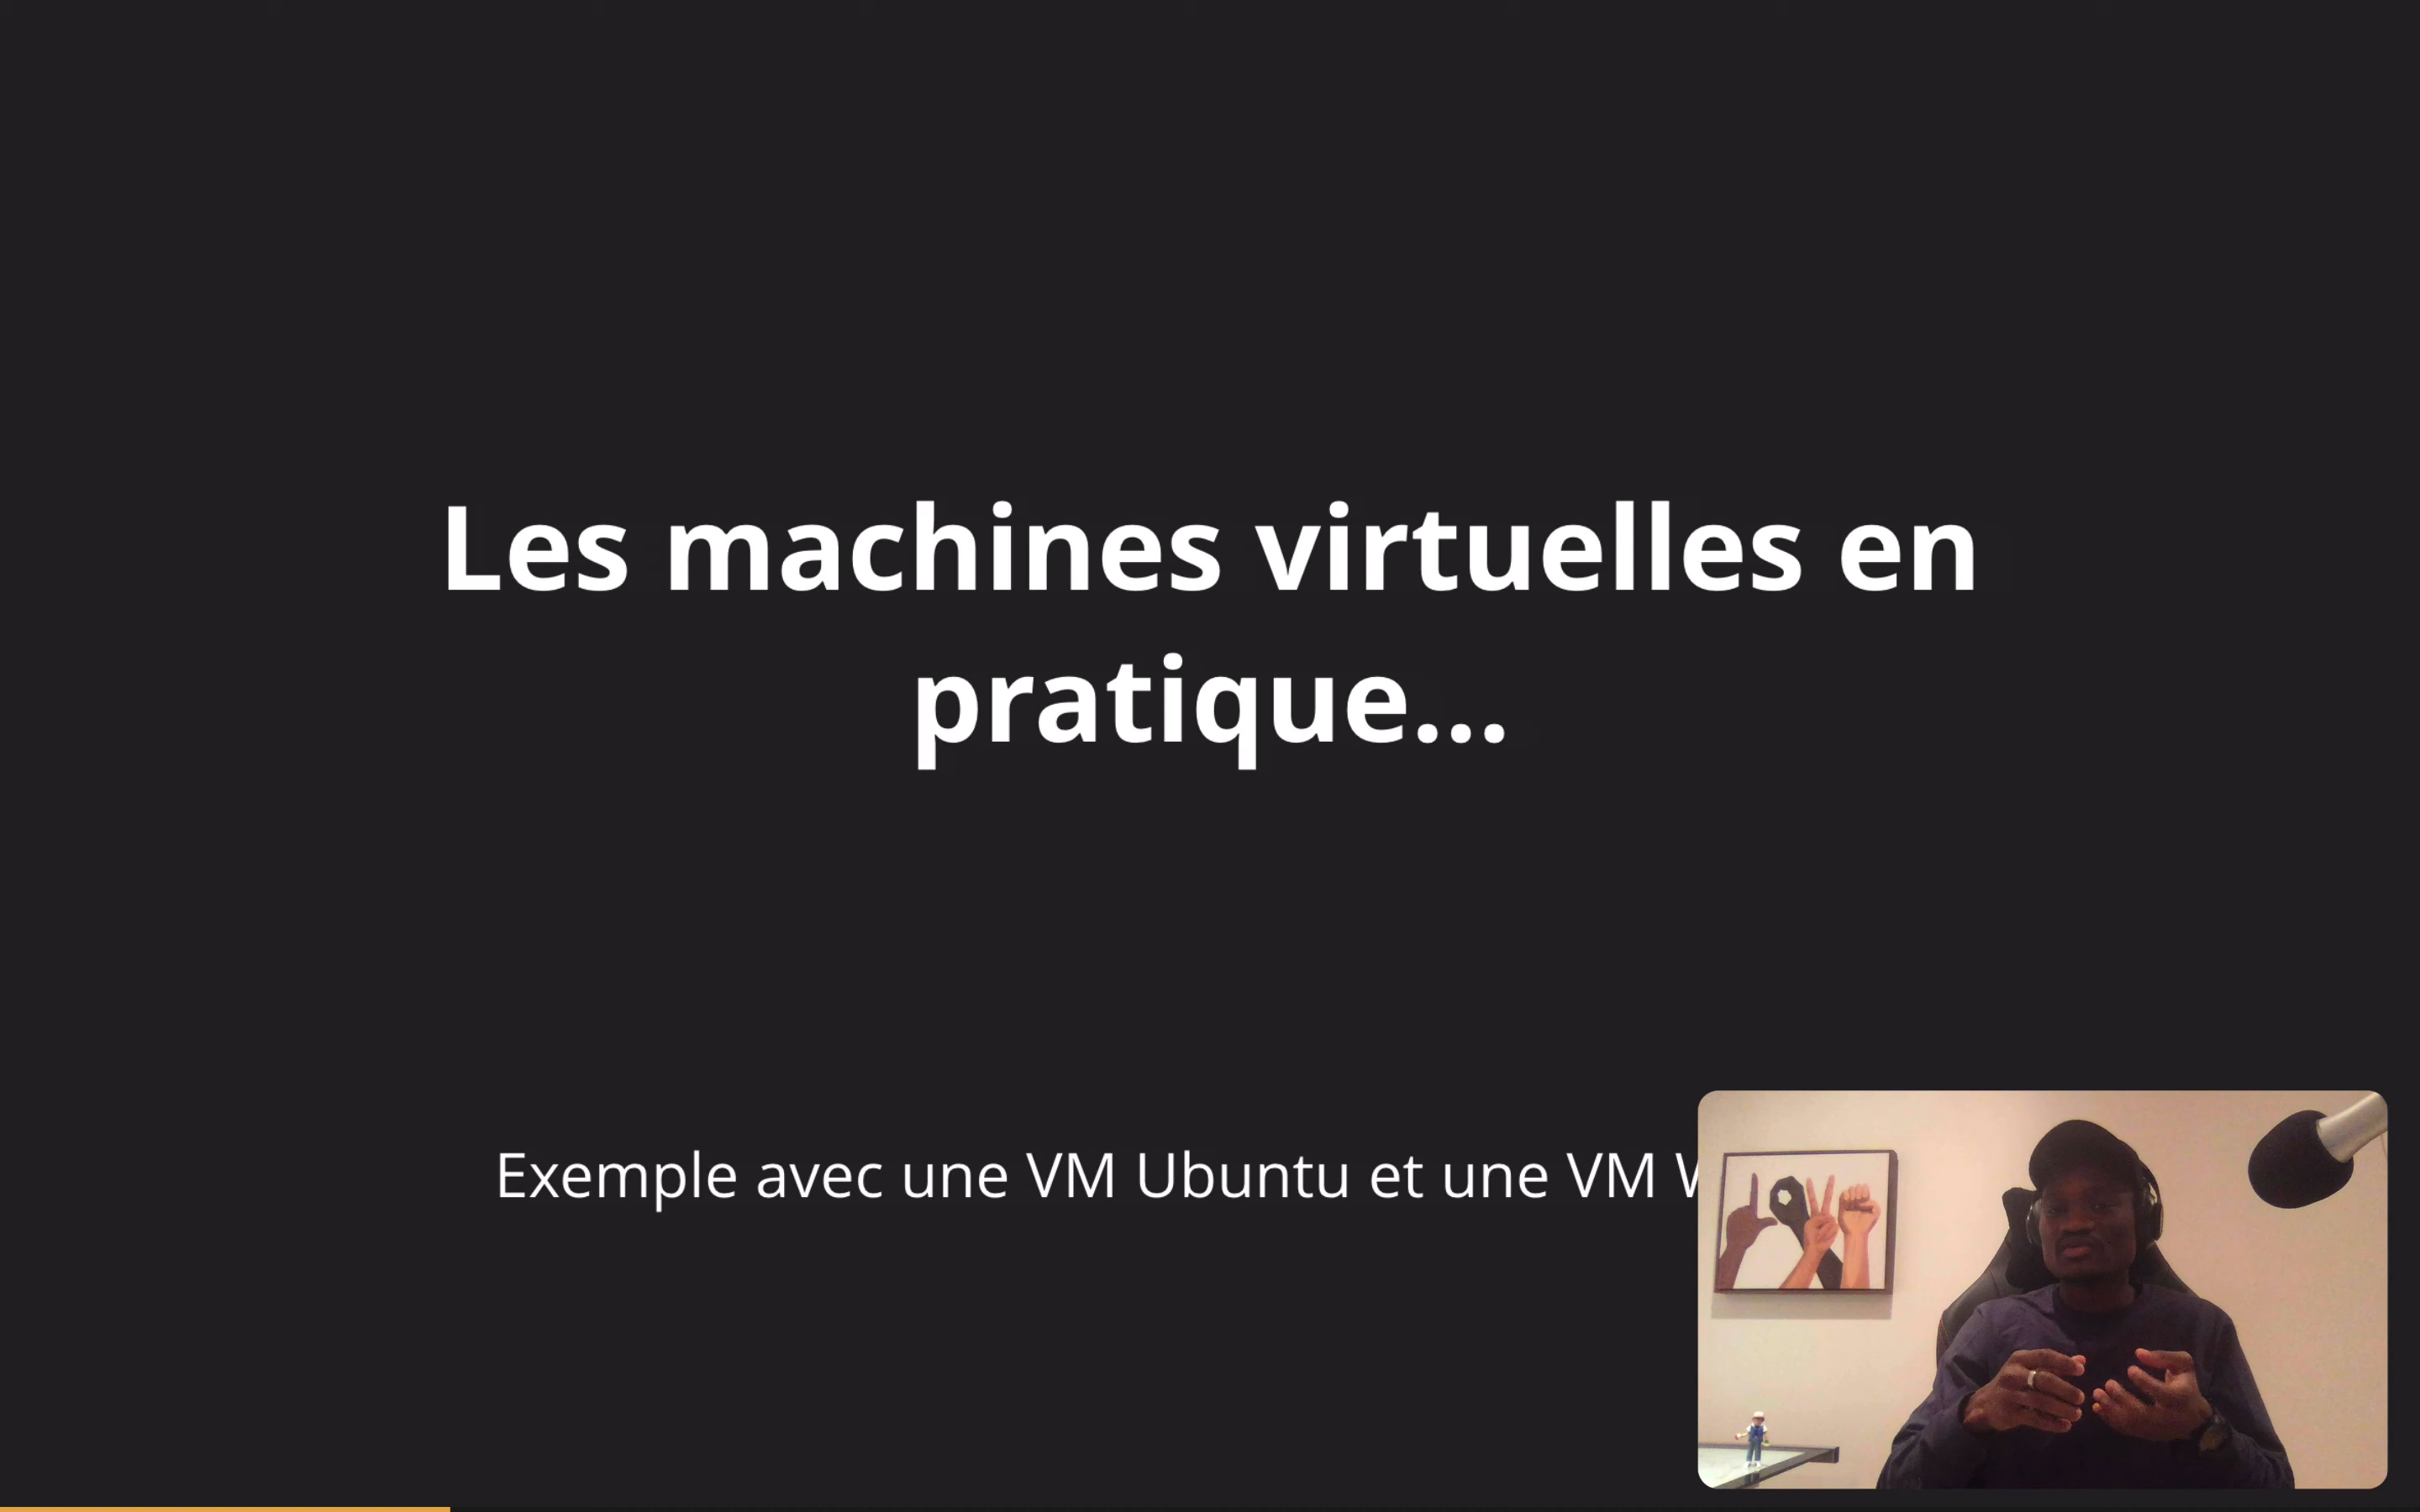 Les machines virtuelles en
pratique...
Exemple avec une VM Ubuntu et une VM